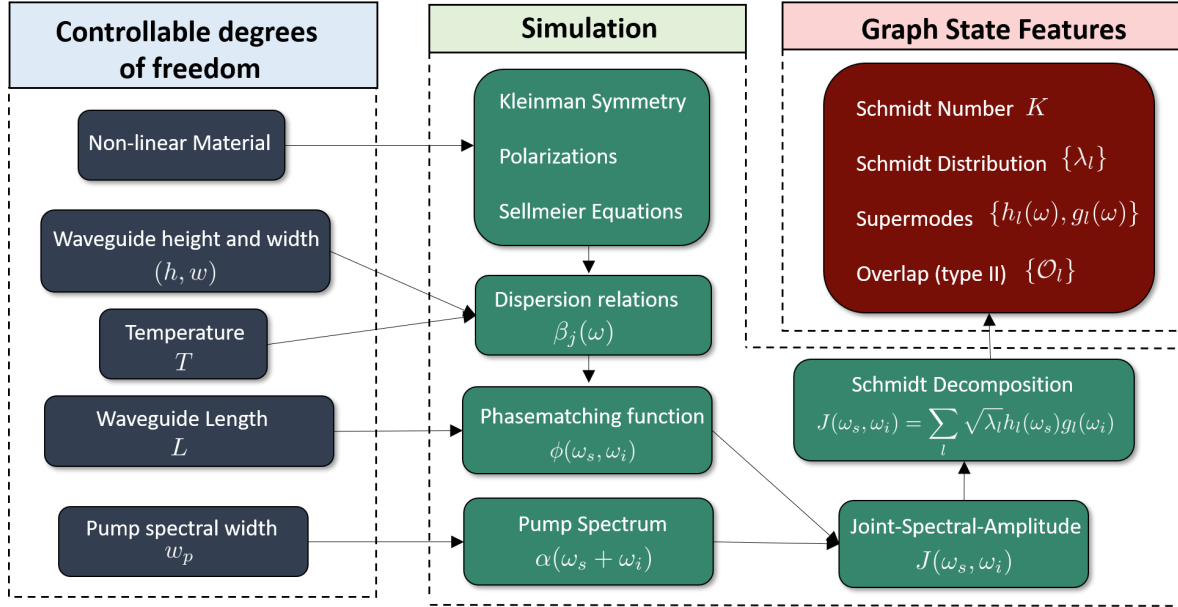 Controllable degrees
of freedom
Non-linear Material
Waveguide height and width
(h, w)
Temperature
T
Waveguide Length
L
Pump spectral width
w_p
Simulation
Kleinman Symmetry
Polarizations
Sellmeier Equations
Dispersion relations
β_j(ω)
Phasematching function
ϕ(ω_s, ω_i)
Pump Spectrum
α(ω_s + ω_i)
Joint-Spectral-Amplitude
J(ω_s, ω_i)
Schmidt Decomposition
J(ω_s, ω_i) = ∑_l √λ_l h_l(ω_s)g_l(ω_i)
Graph State Features
Schmidt Number K
Schmidt Distribution {λ_l}
Supermodes {h_l(ω), g_l(ω)}
Overlap (type II) {𝒪_l}